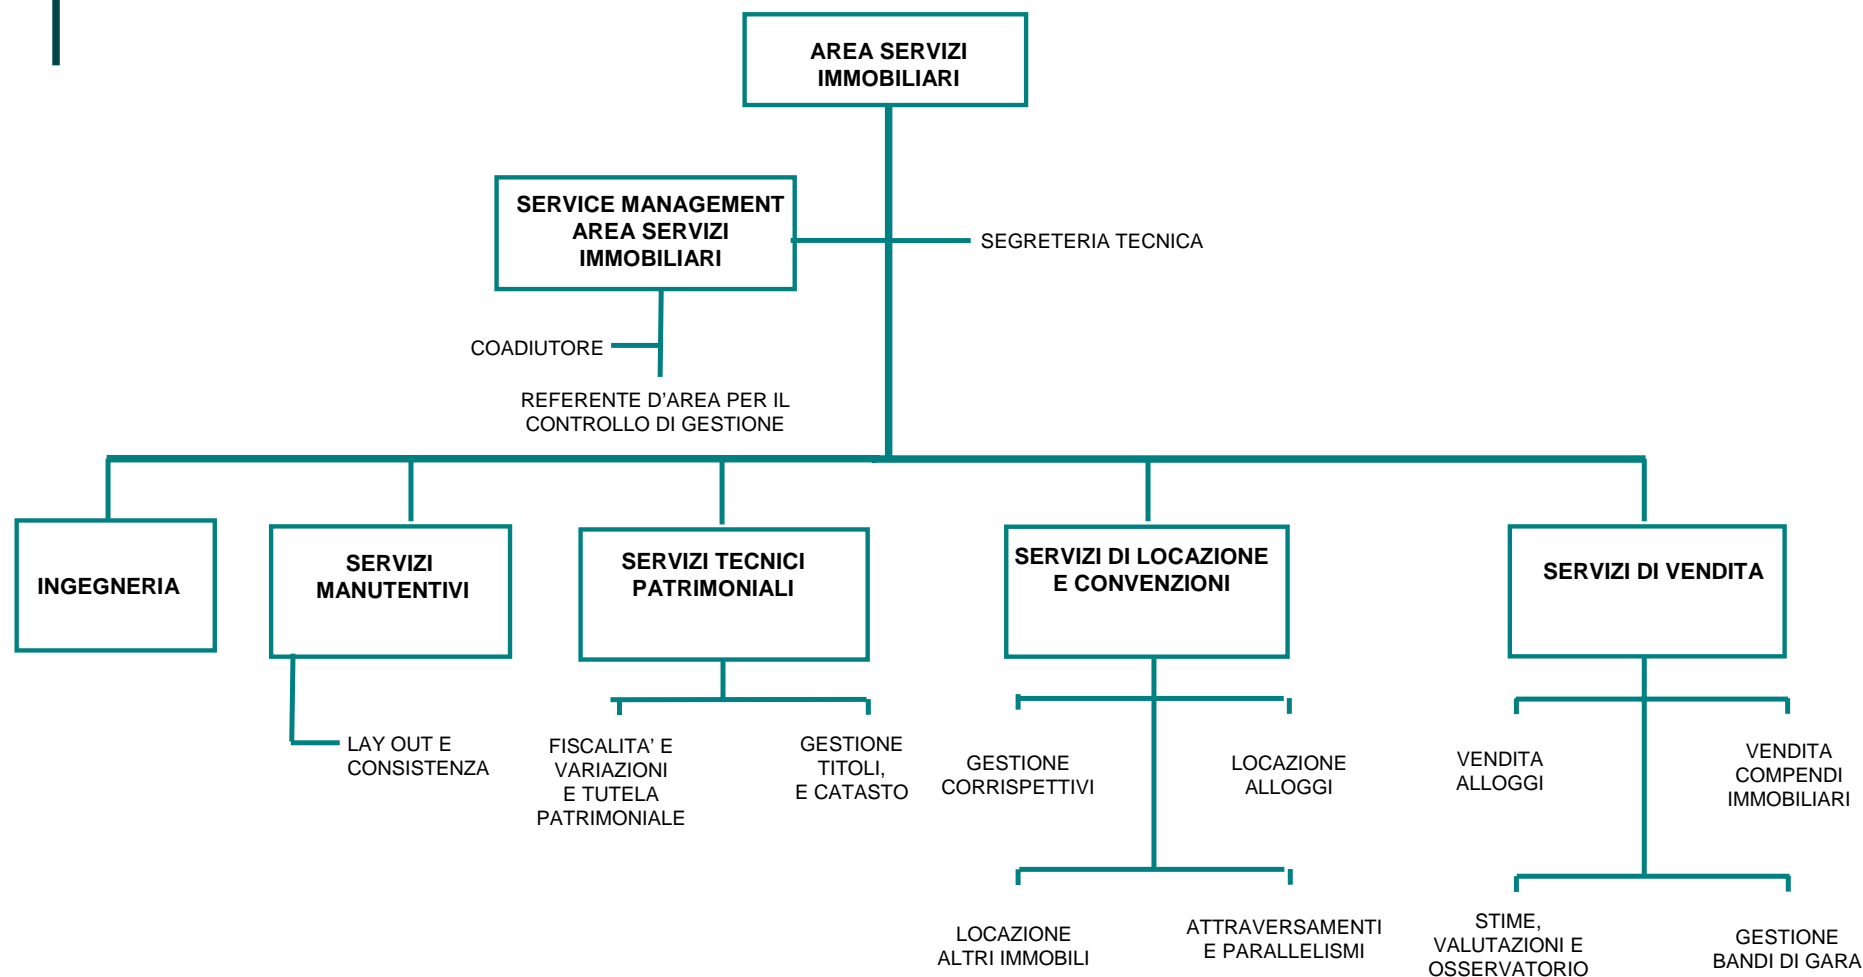 AREA SERVIZI
IMMOBILIARI
SERVICE MANAGEMENT
AREA SERVIZI
IMMOBILIARI
SEGRETERIA TECNICA
COADIUTORE
REFERENTE D'AREA PER IL
CONTROLLO DI GESTIONE
INGEGNERIA
SERVIZI
MANUTENTIVI
SERVIZI TECNICI
PATRIMONIALI
SERVIZI DI LOCAZIONE
E CONVENZIONI
SERVIZI DI VENDITA
LAY OUT E
CONSISTENZA
FISCALITA' E
VARIAZIONI
E TUTELA
PATRIMONIALE
GESTIONE
TITOLI,
E CATASTO
GESTIONE
CORRISPETTIVI
LOCAZIONE
ALLOGGI
VENDITA
ALLOGGI
VENDITA
COMPENDI
IMMOBILIARI
LOCAZIONE
ALTRI IMMOBILI
ATTRAVERSAMENTI
E PARALLELISMI
STIME,
VALUTAZIONI E
OSSERVATORIO
GESTIONE
BANDI DI GARA